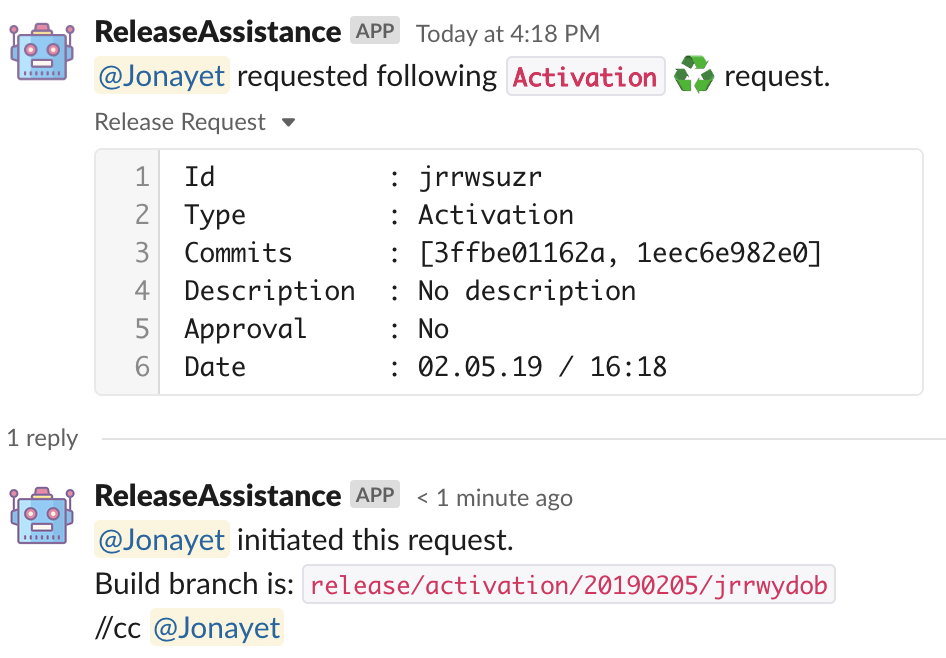 ReleaseAssistance APP Today at 4:18 PM
@Jonayet requested following Activation request.
Release Request
1 Id : jrrwsuzr
2 Type : Activation
3 Commits : [3ffbe01162a, 1eec6e982e0]
4 Description : No description
5 Approval : No
6 Date : 02.05.19 / 16:18
1 reply
ReleaseAssistance APP < 1 minute ago
@Jonayet initiated this request.
Build branch is: release/activation/20190205/jrrwydob
//cc @Jonayet